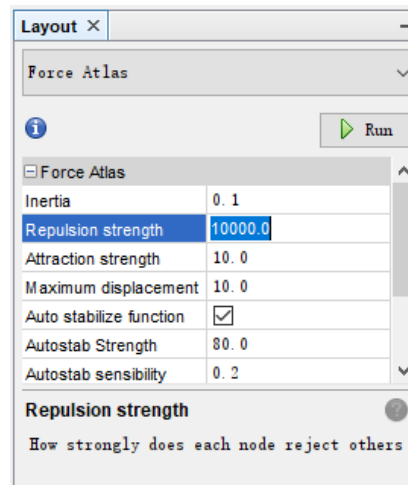 Layout ×
Force Atlas
Run
Force Atlas
Inertia 0.1
Repulsion strength 10000.0
Attraction strength 10.0
Maximum displacement 10.0
Auto stabilize function
Autostab Strength 80.0
Autostab sensibility 0.2
Repulsion strength
How strongly does each node reject others